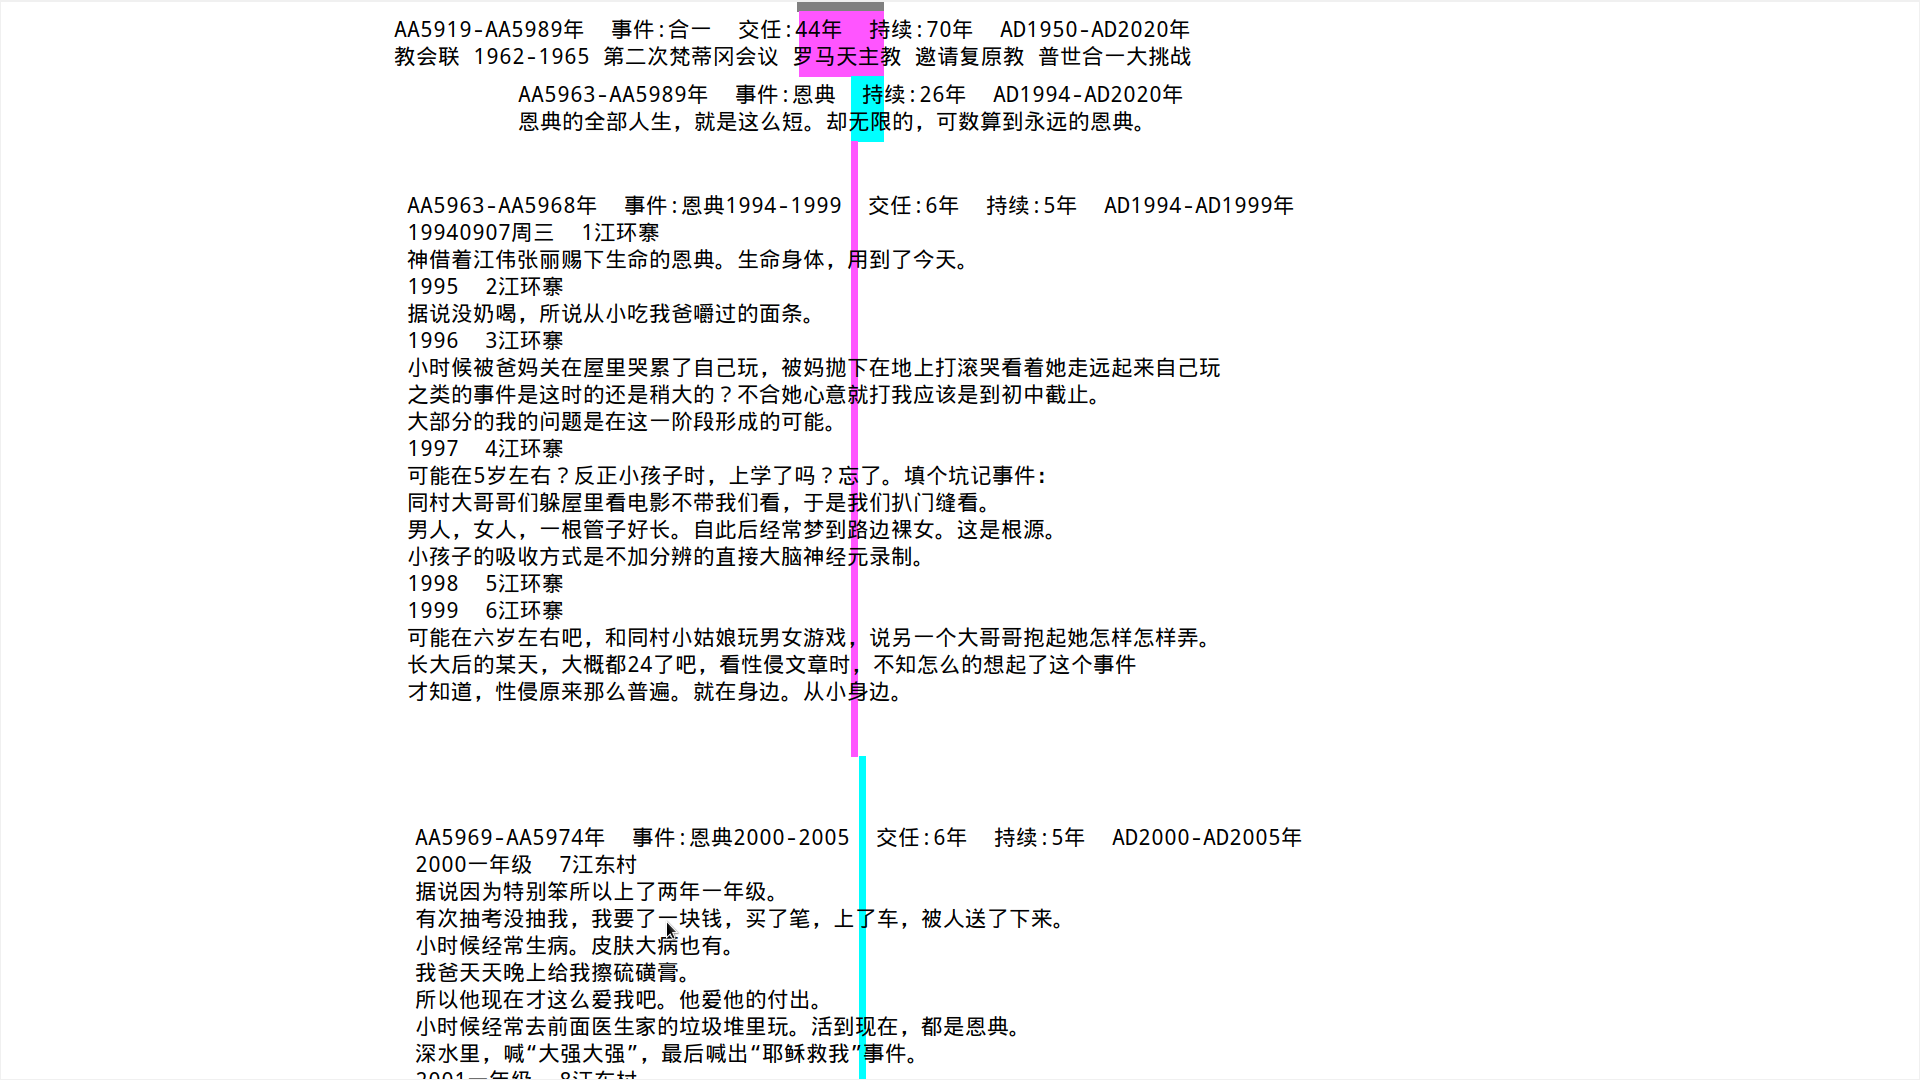 AA5919-AA5989年 事件:合一 交任:44年 持续:70年 AD1950-AD2020年
教会联 1962-1965 第二次梵蒂冈会议 罗马天主教 邀请复原教 普世合一大挑战
AA5963-AA5989年 事件:恩典 持续:26年 AD1994-AD2020年
恩典的全部人生，就是这么短。却无限的，可数算到永远的恩典。
AA5963-AA5968年 事件:恩典1994-1999 交任:6年 持续:5年 AD1994-AD1999年
19940907周三 1江环寨
神借着江伟张丽赐下生命的恩典。生命身体，用到了今天。
1995 2江环寨
据说没奶喝，所说从小吃我爸嚼过的面条。
1996 3江环寨
小时候被爸妈关在屋里哭累了自己玩，被妈抛下在地上打滚哭看着她走远起来自己玩
之类的事件是这时的还是稍大的？不合她心意就打我应该是到初中截止。
大部分的我的问题是在这一阶段形成的可能。
1997 4江环寨
可能在5岁左右？反正小孩子时，上学了吗？忘了。填个坑记事件：
同村大哥哥们躲屋里看电影不带我们看，于是我们扒门缝看。
男人，女人，一根管子好长。自此后经常梦到路边裸女。这是根源。
小孩子的吸收方式是不加分辨的直接大脑神经元录制。
1998 5江环寨
1999 6江环寨
可能在六岁左右吧，和同村小姑娘玩男女游戏，说另一个大哥哥抱起她怎样怎样弄。
长大后的某天，大概都24了吧，看性侵文章时，不知怎么的想起了这个事件
才知道，性侵原来那么普遍。就在身边。从小身边。
AA5969-AA5974年 事件:恩典2000-2005 交任:6年 持续:5年 AD2000-AD2005年
2000一年级 7江东村
据说因为特别笨所以上了两年一年级。
有次抽考没抽我，我要了一块钱，买了笔，上了车，被人送了下来。
小时候经常生病。皮肤大病也有。
我爸天天晚上给我擦硫磺膏。
所以他现在才这么爱我吧。他爱他的付出。
小时候经常去前面医生家的垃圾堆里玩。活到现在，都是恩典。
深水里，喊“大强大强”，最后喊出“耶稣救我”事件。
2001一年级 8江东村